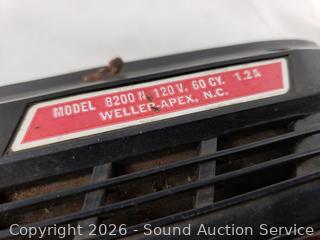 MODEL 8200 N 120 V. 60 CY. 1.2 A
WELLER-APEX, N.C.
Copyright © 2026 - Sound Auction Service